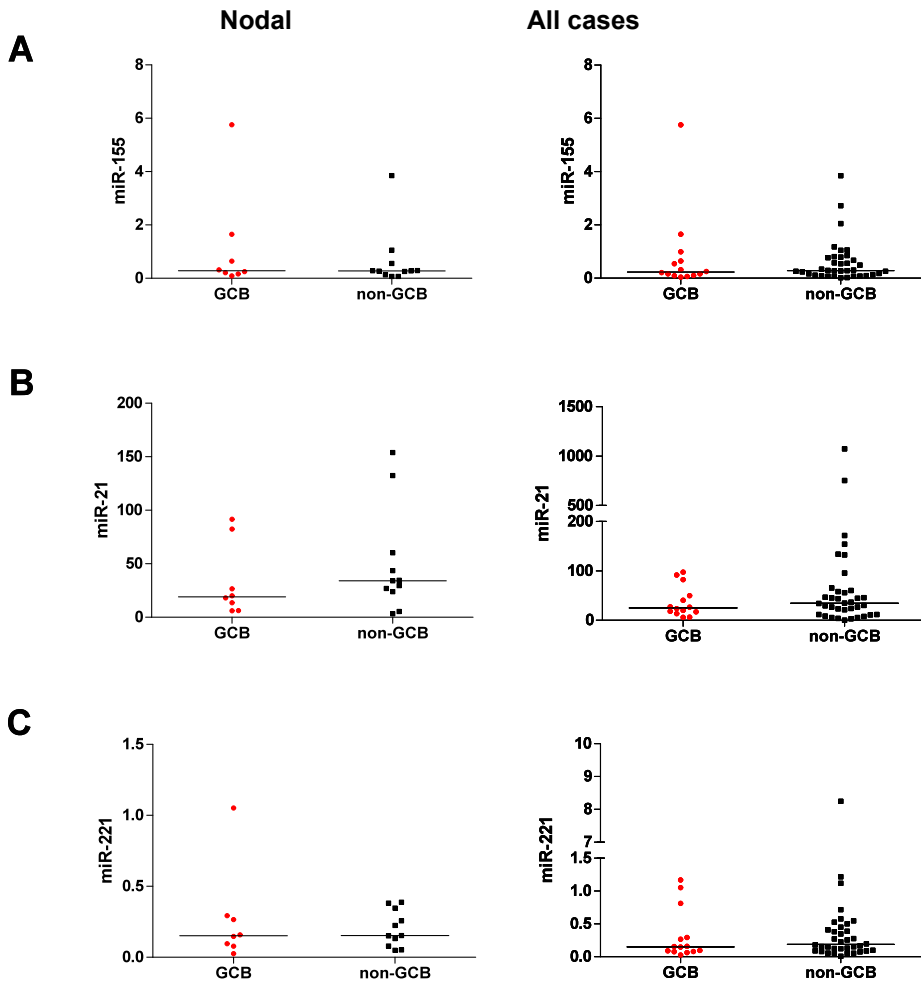 Nodal All cases
A
miR-155
8
6
4
2
0
GCB non-GCB
miR-155
8
6
4
2
0
GCB non-GCB
B
miR-21
200
150
100
50
0
GCB non-GCB
miR-21
1500
1000
500
200
100
0
GCB non-GCB
C
miR-221
1.5
1.0
0.5
0.0
GCB non-GCB
miR-221
10
9
8
7
1.5
1.0
0.5
0.0
GCB non-GCB